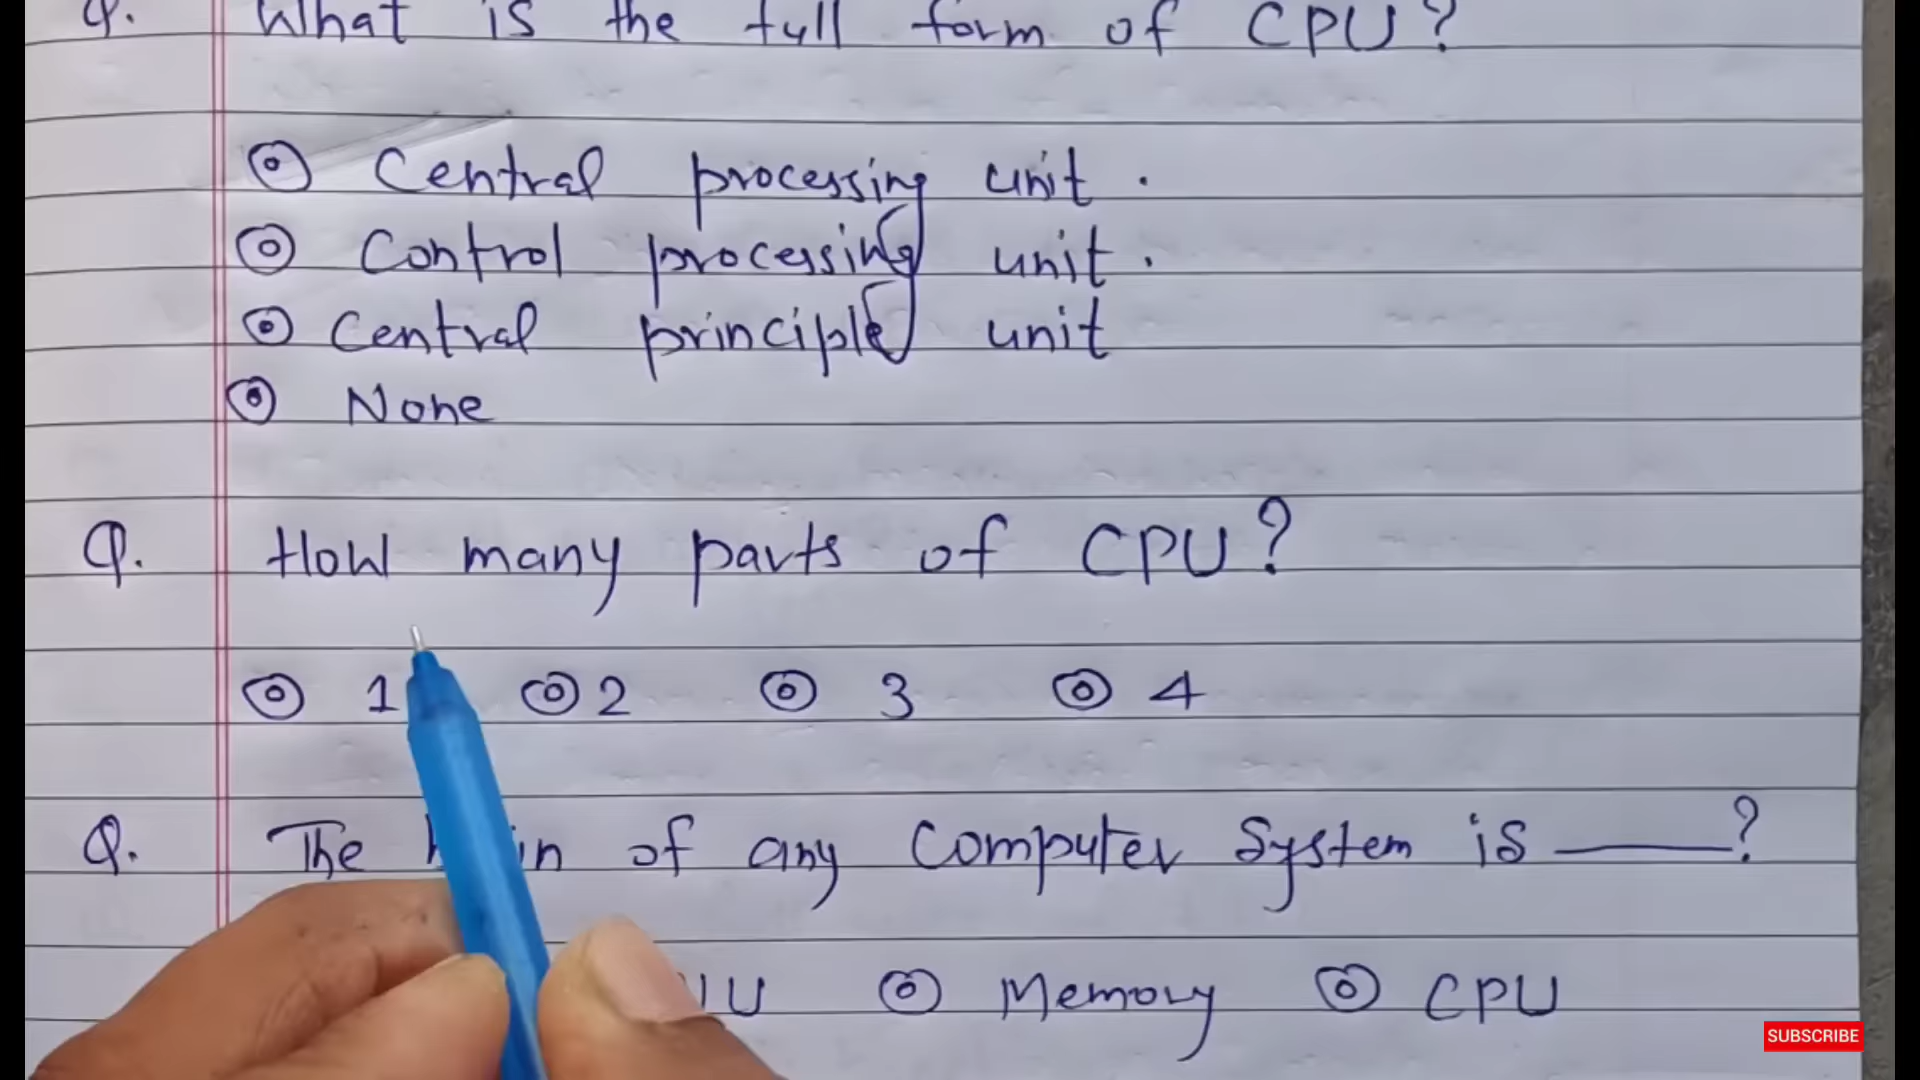 Q. What is the full form of CPU?
Central processing unit.
Control processing unit.
Central principle unit
None
Q. How many parts of CPU?
1 2 3 4
Q. The of any Computer System is ——?
Memory CPU
SUBSCRIBE